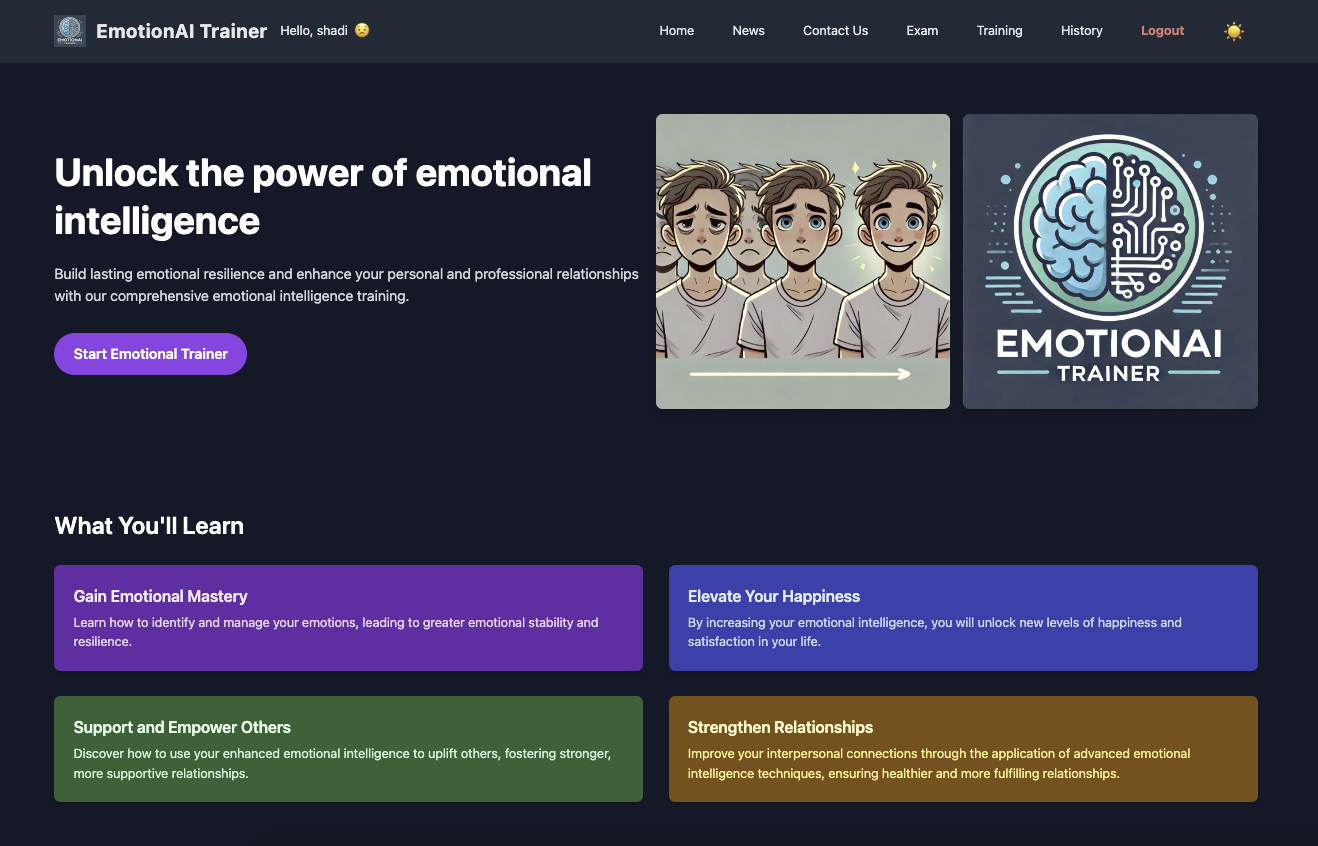 EmotionAI Trainer
Hello, shadi 😟
Home
News
Contact Us
Exam
Training
History
Logout
Unlock the power of emotional
intelligence
Build lasting emotional resilience and enhance your personal and professional relationships
with our comprehensive emotional intelligence training.
Start Emotional Trainer
EMOTIONAI
TRAINER
What You'll Learn
Gain Emotional Mastery
Learn how to identify and manage your emotions, leading to greater emotional stability and
resilience.
Elevate Your Happiness
By increasing your emotional intelligence, you will unlock new levels of happiness and
satisfaction in your life.
Support and Empower Others
Discover how to use your enhanced emotional intelligence to uplift others, fostering stronger,
more supportive relationships.
Strengthen Relationships
Improve your interpersonal connections through the application of advanced emotional
intelligence techniques, ensuring healthier and more fulfilling relationships.